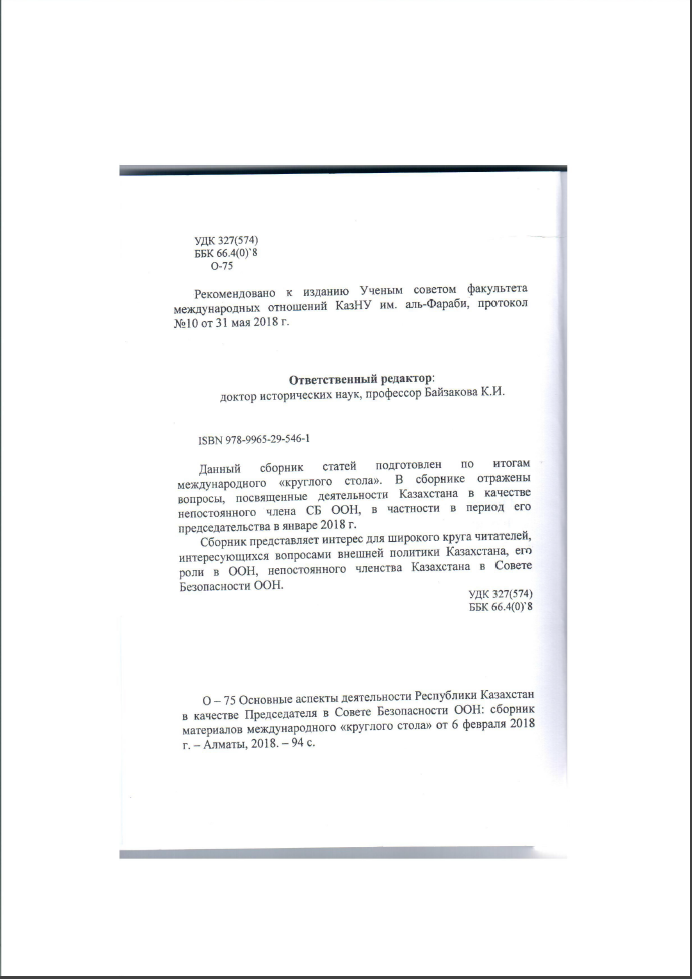 УДК 327(574)
ББК 66.4(0)`8
О-75
Рекомендовано к изданию Ученым советом факультета
международных отношений КазНУ им. аль-Фараби, протокол
№10 от 31 мая 2018 г.
Ответственный редактор:
доктор исторических наук, профессор Байзакова К.И.
ISBN 978-9965-29-546-1
Данный сборник статей подготовлен по итогам
международного «круглого стола». В сборнике отражены
вопросы, посвященные деятельности Казахстана в качестве
непостоянного члена СБ ООН, в частности в период его
председательства в январе 2018 г.
Сборник представляет интерес для широкого круга читателей,
интересующихся вопросами внешней политики Казахстана, его
роли в ООН, непостоянного членства Казахстана в Совете
Безопасности ООН.
УДК 327(574)
ББК 66.4(0)`8
О – 75 Основные аспекты деятельности Республики Казахстан
в качестве Председателя в Совете Безопасности ООН: сборник
материалов международного «круглого стола» от 6 февраля 2018
г. – Алматы, 2018. – 94 с.